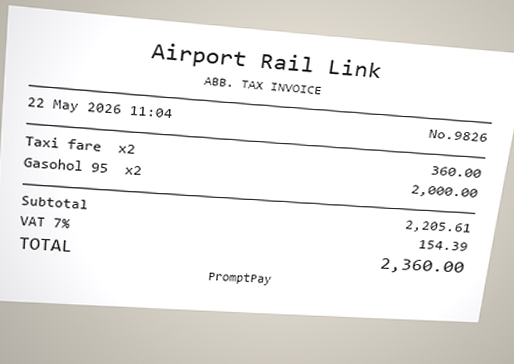 Airport Rail Link
ABB. TAX INVOICE
22 May 2026 11:04 No.9826
Taxi fare x2 360.00
Gasohol 95 x2 2,000.00
Subtotal 2,205.61
VAT 7% 154.39
TOTAL 2,360.00
PromptPay